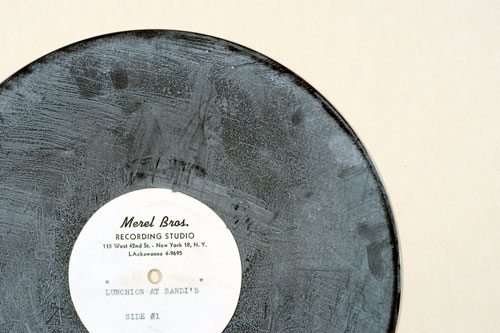 Merel Bros.
RECORDING STUDIO
115 West 42nd St. - New York 18, N. Y.
LAckawanna 4-9695
" "
LUNCHION AT SARDI'S
SIDE #1